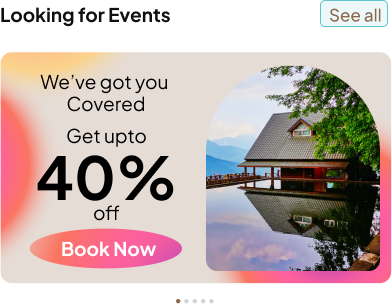 Looking for Events
See all
We've got you
Covered
Get upto
40%
off
Book Now